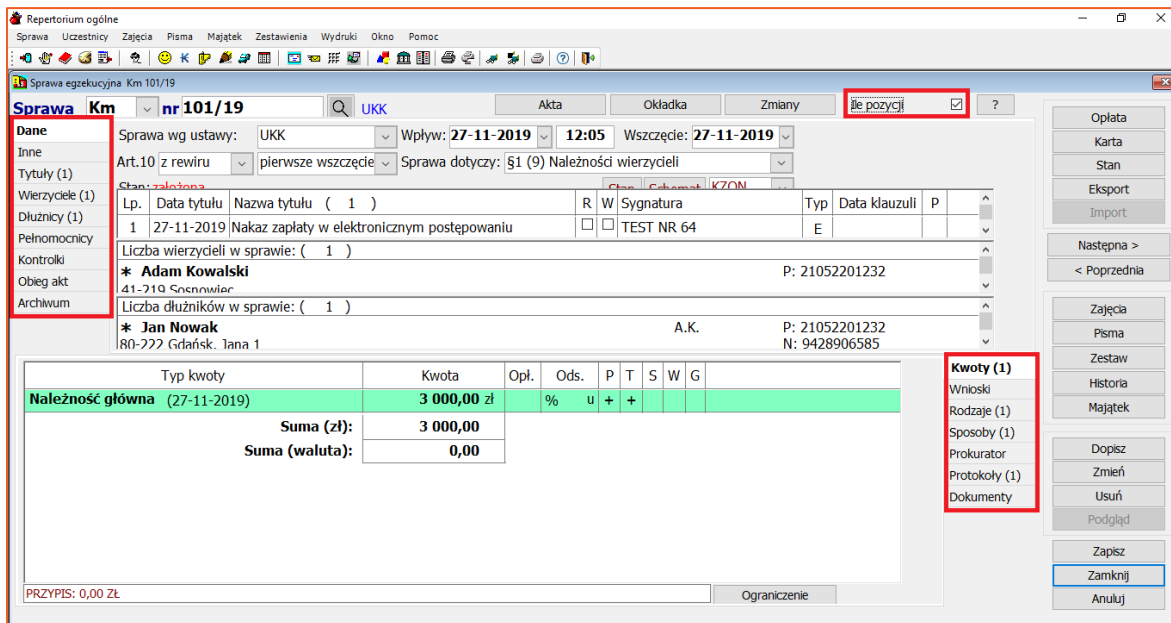 Repertorium ogólne
Sprawa Uczestnicy Zajęcia Pisma Majątek Zestawienia Wydruki Okno Pomoc
Sprawa egzekucyjna Km 101/19
Sprawa Km nr 101/19 UKK Akta Okładka Zmiany ile pozycji ?
Dane
Inne
Tytuły (1)
Wierzyciele (1)
Dłużnicy (1)
Pełnomocnicy
Kontrolki
Obieg akt
Archiwum
Sprawa wg ustawy: UKK Wpływ: 27-11-2019 12:05 Wszczęcie: 27-11-2019
Art.10 z rewiru pierwsze wszczęcie Sprawa dotyczy: §1 (9) Należności wierzycieli
Stan: założona Stan Schemat KZON
Lp. Data tytułu Nazwa tytułu ( 1 ) R W Sygnatura Typ Data klauzuli P
1 27-11-2019 Nakaz zapłaty w elektronicznym postępowaniu TEST NR 64 E
Liczba wierzycieli w sprawie: ( 1 )
* Adam Kowalski P: 21052201232
41-219 Sosnowiec
Liczba dłużników w sprawie: ( 1 )
* Jan Nowak A.K. P: 21052201232
80-222 Gdańsk, Jana 1 N: 9428906585
Typ kwoty Kwota Opł. Ods. P T S W G
Należność główna (27-11-2019) 3 000,00 zł % u + +
Suma (zł): 3 000,00
Suma (waluta): 0,00
PRZYPIS: 0,00 ZŁ Ograniczenie
Kwoty (1)
Wnioski
Rodzaje (1)
Sposoby (1)
Prokurator
Protokoły (1)
Dokumenty
Opłata
Karta
Stan
Eksport
Import
Następna >
< Poprzednia
Zajęcia
Pisma
Zestaw
Historia
Majątek
Dopisz
Zmień
Usuń
Podgląd
Zapisz
Zamknij
Anuluj